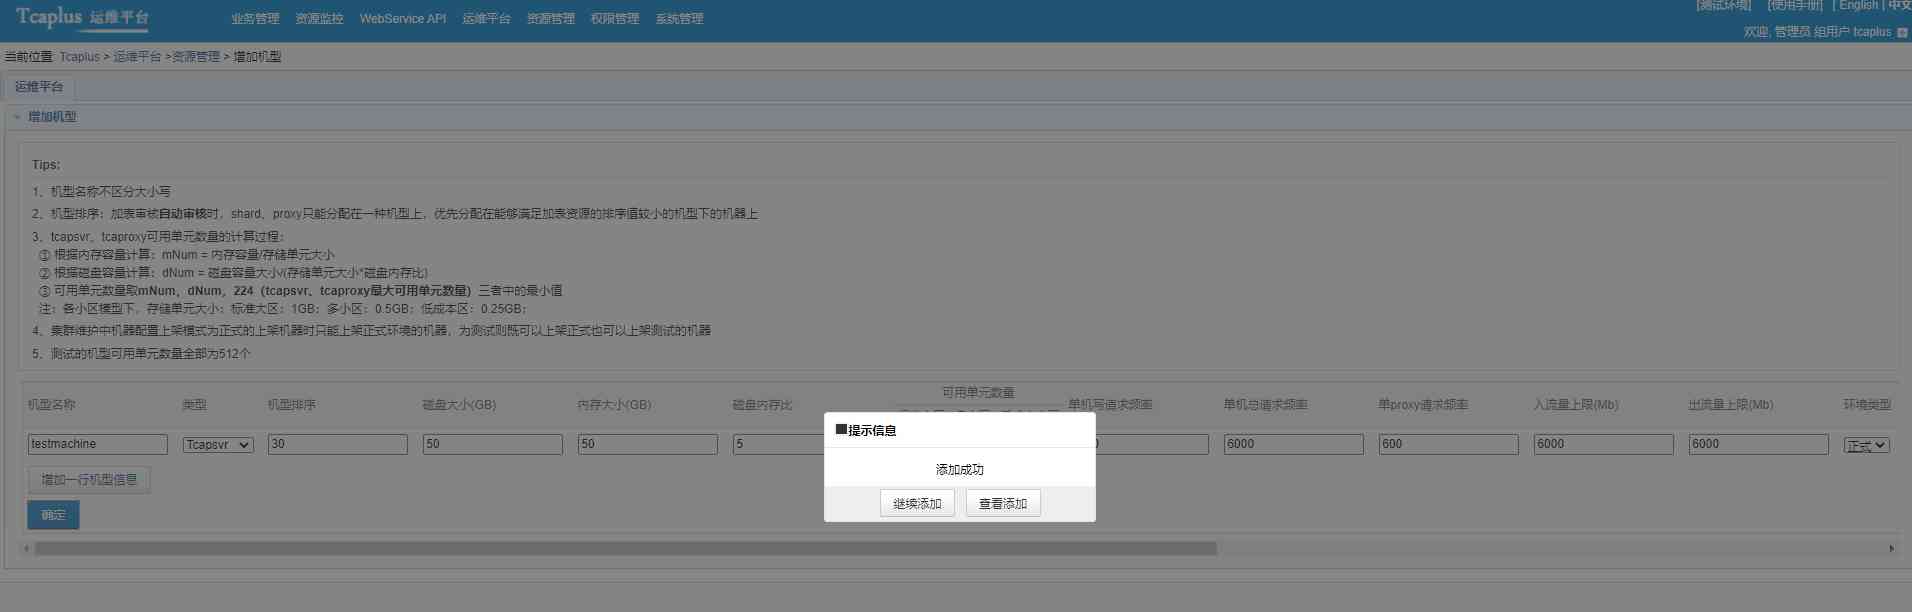 Tcaplus 运维平台
业务管理 资源监控 WebService API 运维平台 资源管理 权限管理 系统管理
[测试环境] [使用手册] | English | 中文
欢迎, 管理员 组用户 tcaplus
当前位置: Tcaplus > 运维平台 >资源管理 > 增加机型
运维平台
增加机型
Tips:
1、机型名称不区分大小写
2、机型排序：加表审核自动审核时，shard、proxy只能分配在一种机型上，优先分配在能够满足加表资源的排序值较小的机型下的机器上
3、tcapsvr、tcaproxy可用单元数量的计算过程：
① 根据内存容量计算：mNum = 内存容量/存储单元大小
② 根据磁盘容量计算：dNum = 磁盘容量大小/(存储单元大小*磁盘内存比)
③ 可用单元数量取mNum，dNum，224（tcapsvr、tcaproxy最大可用单元数量）三者中的最小值
注：各小区模型下，存储单元大小：标准大区：1GB；多小区：0.5GB；低成本区：0.25GB；
4、集群维护中机器配置上架模式为正式的上架机器时只能上架正式环境的机器，为测试则既可以上架正式也可以上架测试的机器
5、测试的机型可用单元数量全部为512个
可用单元数量
机型名称 类型 机型排序 磁盘大小(GB) 内存大小(GB) 磁盘内存比 单机写请求频率 单机总请求频率 单proxy请求频率 入流量上限(Mb) 出流量上限(Mb) 环境类型
testmachine Tcapsvr 30 50 50 5 6000 600 6000 6000 正式
增加一行机型信息
确定
提示信息
添加成功
继续添加 查看添加